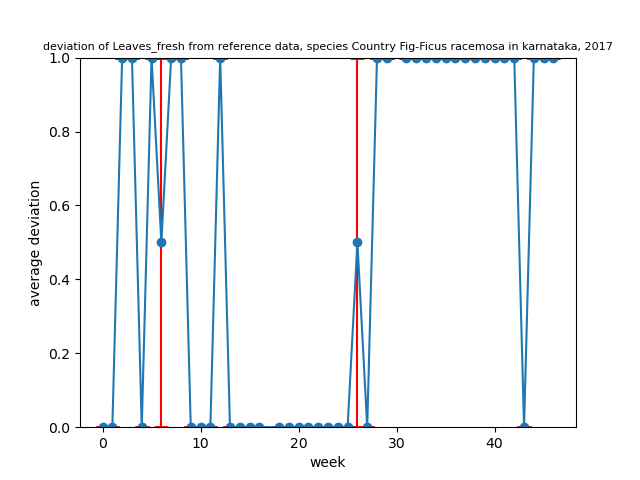 deviation of Leaves_fresh from reference data, species Country Fig-Ficus racemosa in karnataka, 2017
1.0
0.8
0.6
0.4
0.2
0.0
average deviation
0 10 20 30 40
week